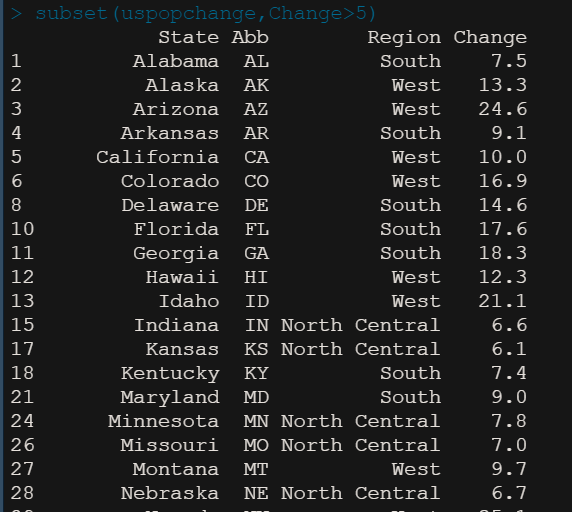 > subset(uspopchange,Change>5)
State Abb Region Change
1 Alabama AL South 7.5
2 Alaska AK West 13.3
3 Arizona AZ West 24.6
4 Arkansas AR South 9.1
5 California CA West 10.0
6 Colorado CO West 16.9
8 Delaware DE South 14.6
10 Florida FL South 17.6
11 Georgia GA South 18.3
12 Hawaii HI West 12.3
13 Idaho ID West 21.1
15 Indiana IN North Central 6.6
17 Kansas KS North Central 6.1
18 Kentucky KY South 7.4
21 Maryland MD South 9.0
24 Minnesota MN North Central 7.8
26 Missouri MO North Central 7.0
27 Montana MT West 9.7
28 Nebraska NE North Central 6.7